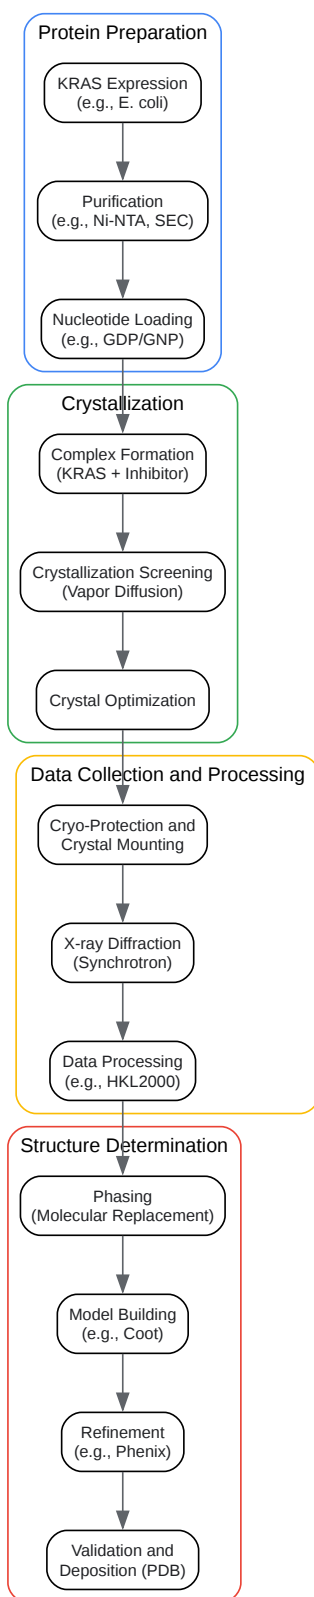 Protein Preparation
KRAS Expression
(e.g., E. coli)
Purification
(e.g., Ni-NTA, SEC)
Nucleotide Loading
(e.g., GDP/GNP)
Crystallization
Complex Formation
(KRAS + Inhibitor)
Crystallization Screening
(Vapor Diffusion)
Crystal Optimization
Data Collection and Processing
Cryo-Protection and
Crystal Mounting
X-ray Diffraction
(Synchrotron)
Data Processing
(e.g., HKL2000)
Structure Determination
Phasing
(Molecular Replacement)
Model Building
(e.g., Coot)
Refinement
(e.g., Phenix)
Validation and
Deposition (PDB)